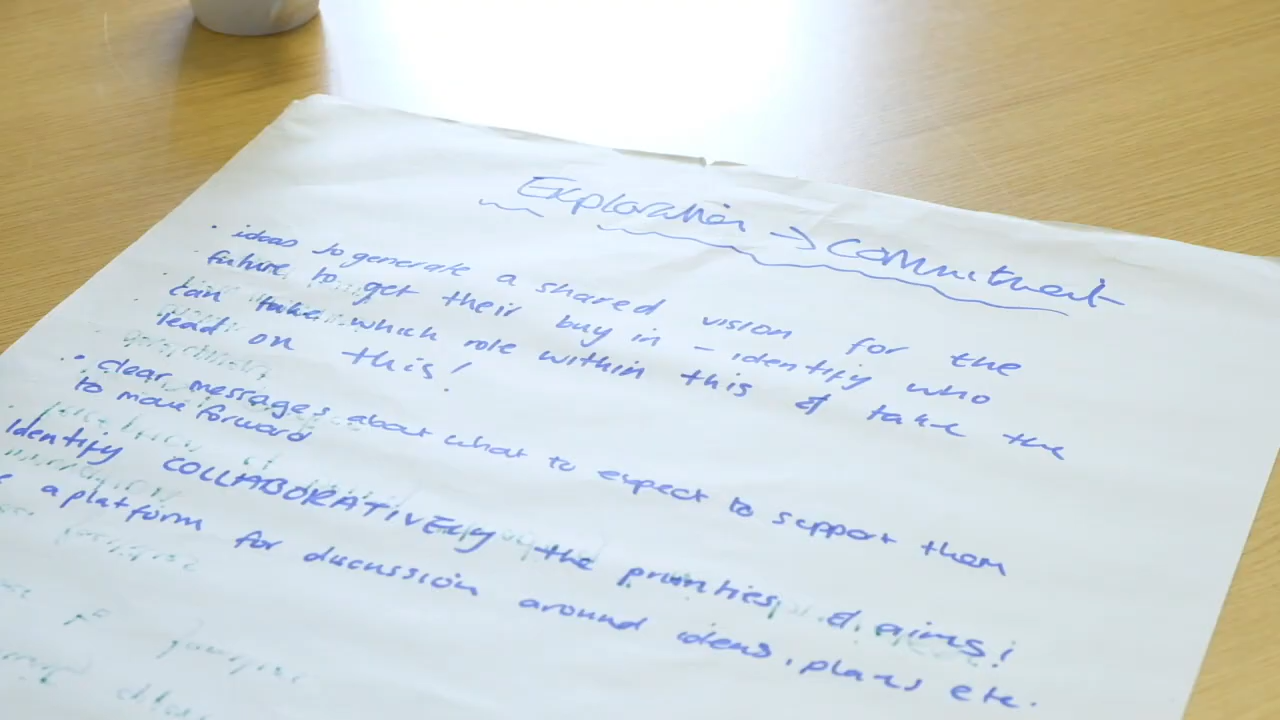 Exploration → Commitment
• ideas to generate a shared vision for the
future to get their buy in – identify who
can take which role within this & take the
lead on this!
• clear messages about what to expect to support them
to move forward
Identify COLLABORATIVELY the priorities & aims!
a platform for discussion around ideas, plans etc.